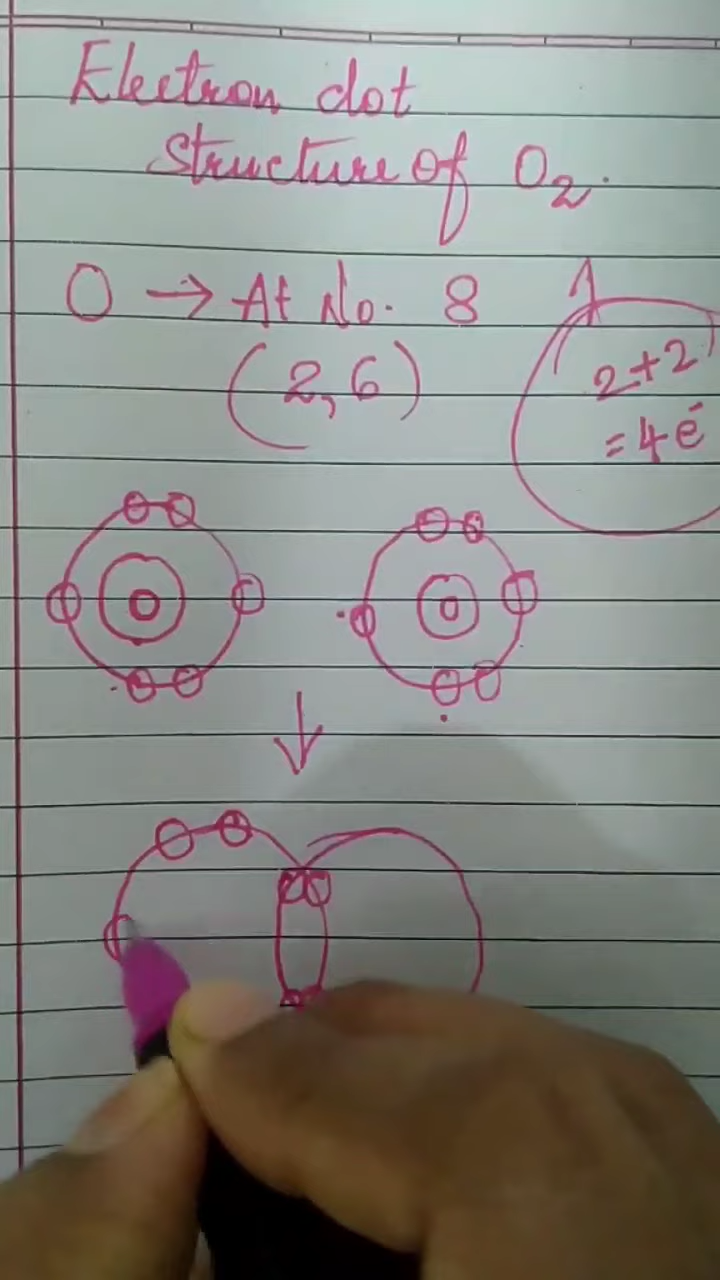 Electron dot
structure of O2.
O → At No. 8
(2,6)
2+2
=4e-
O O